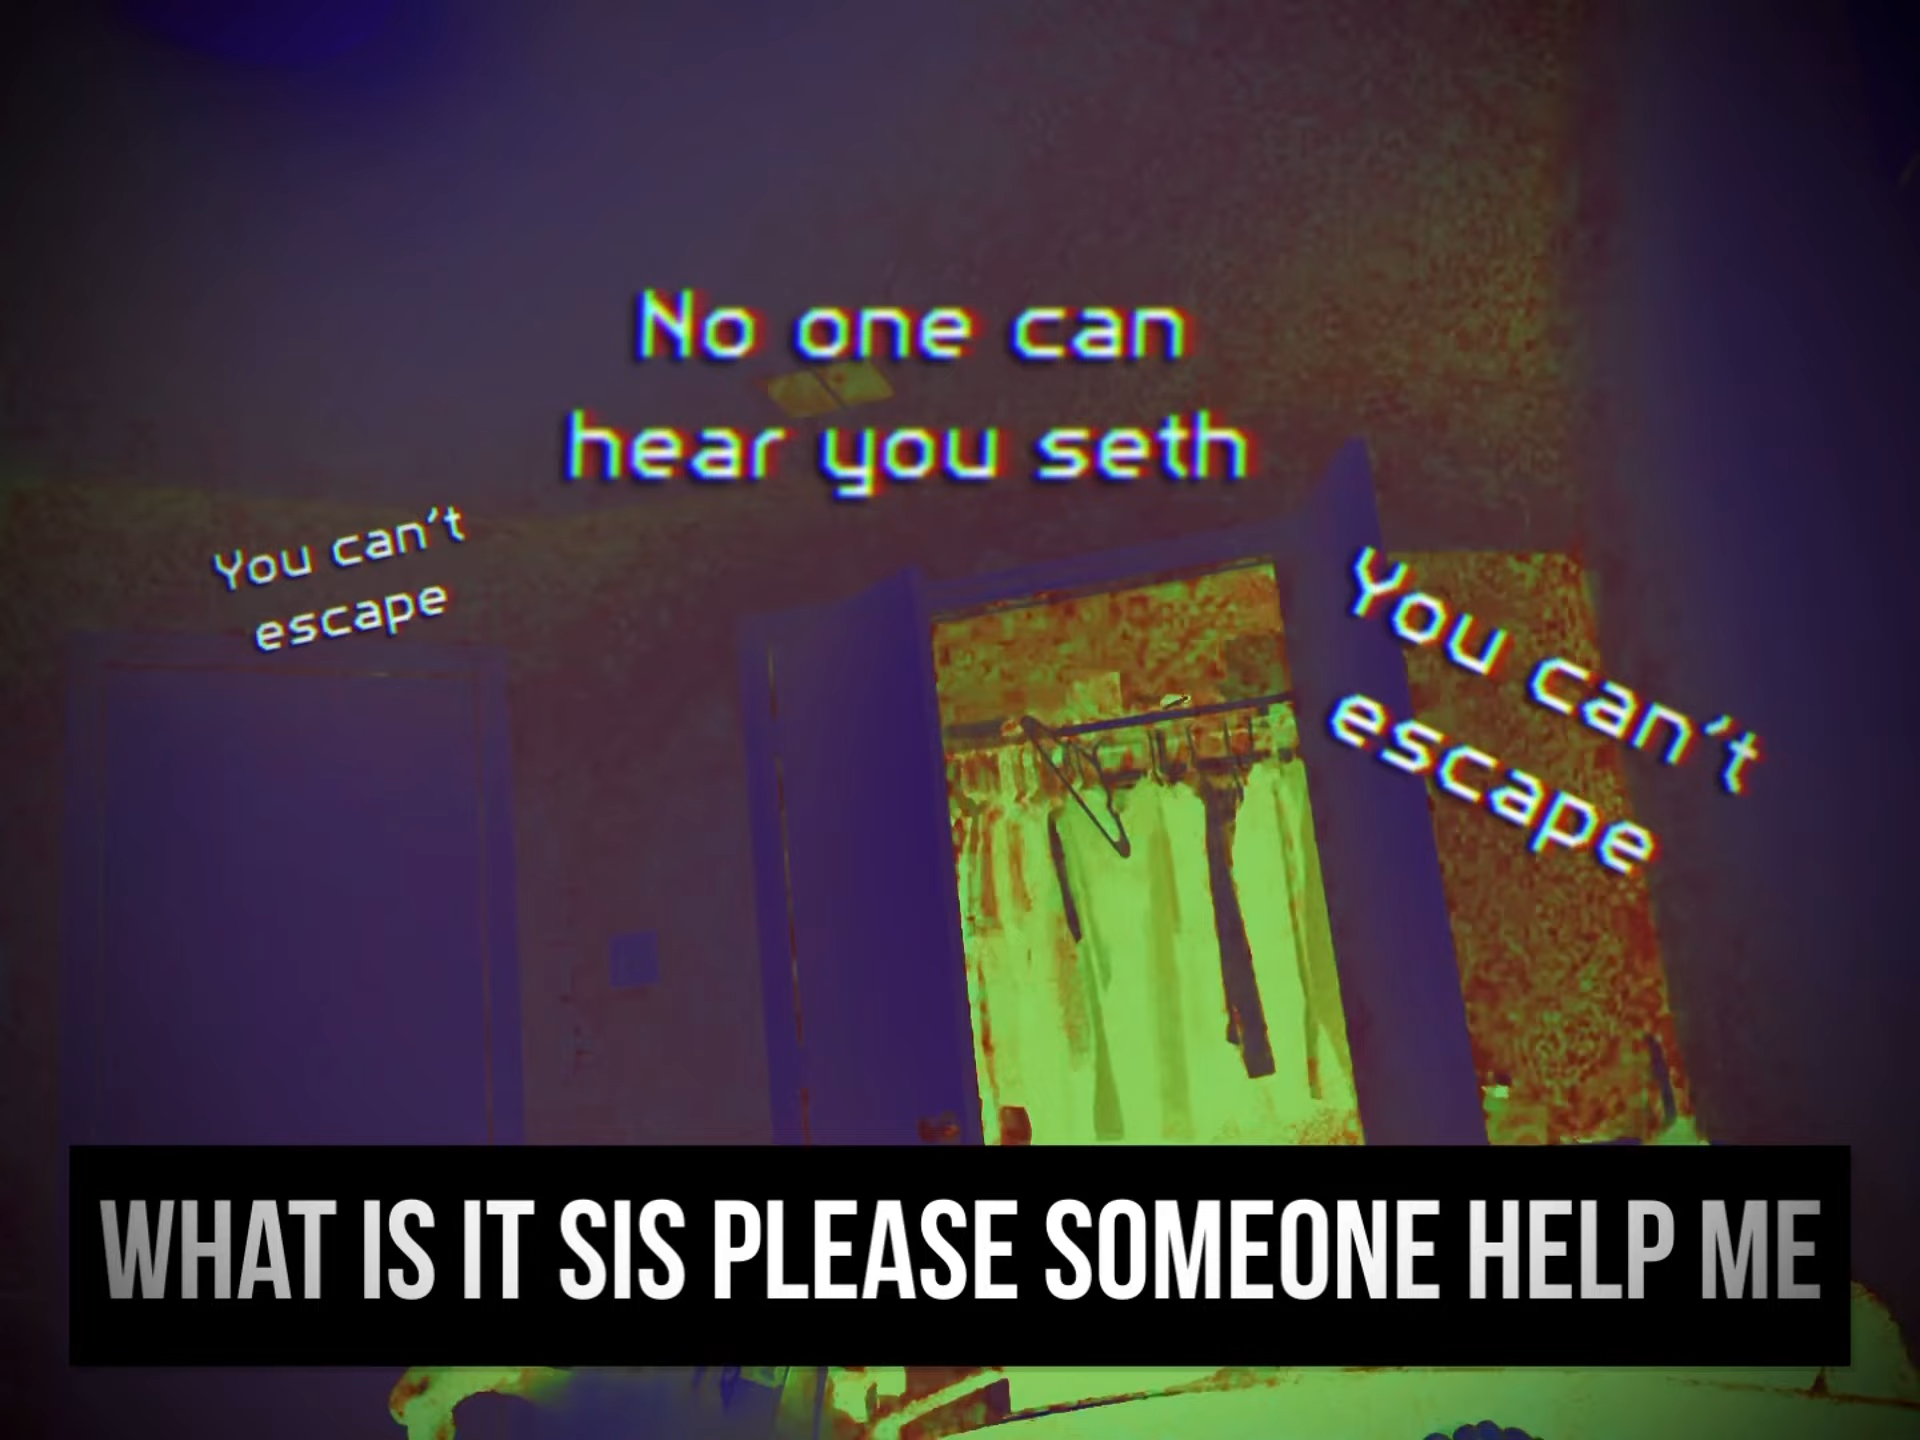 No one can
hear you seth
You can't
escape
You can't
escape
WHAT IS IT SIS PLEASE SOMEONE HELP ME